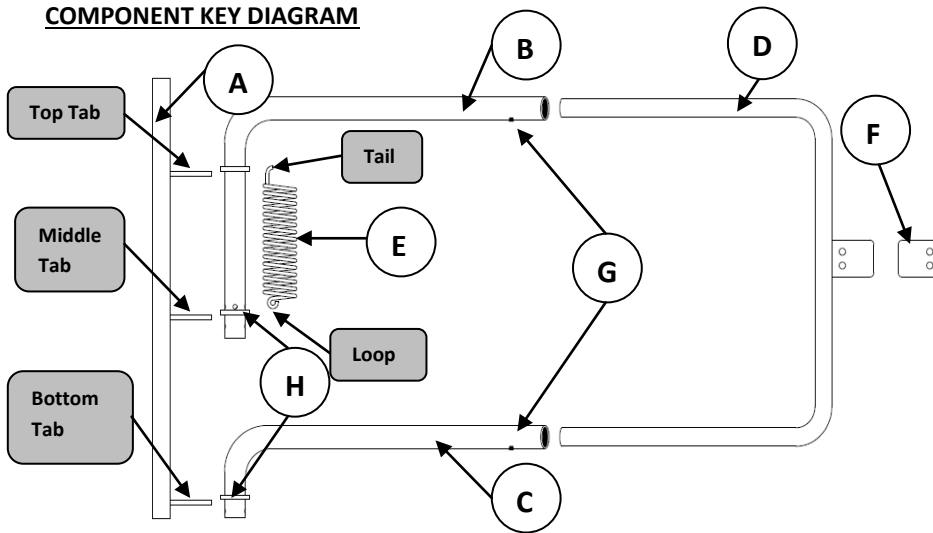 COMPONENT KEY DIAGRAM
A
B
D
Top Tab
F
Tail
Middle
Tab
E
G
Loop
H
Bottom
Tab
C